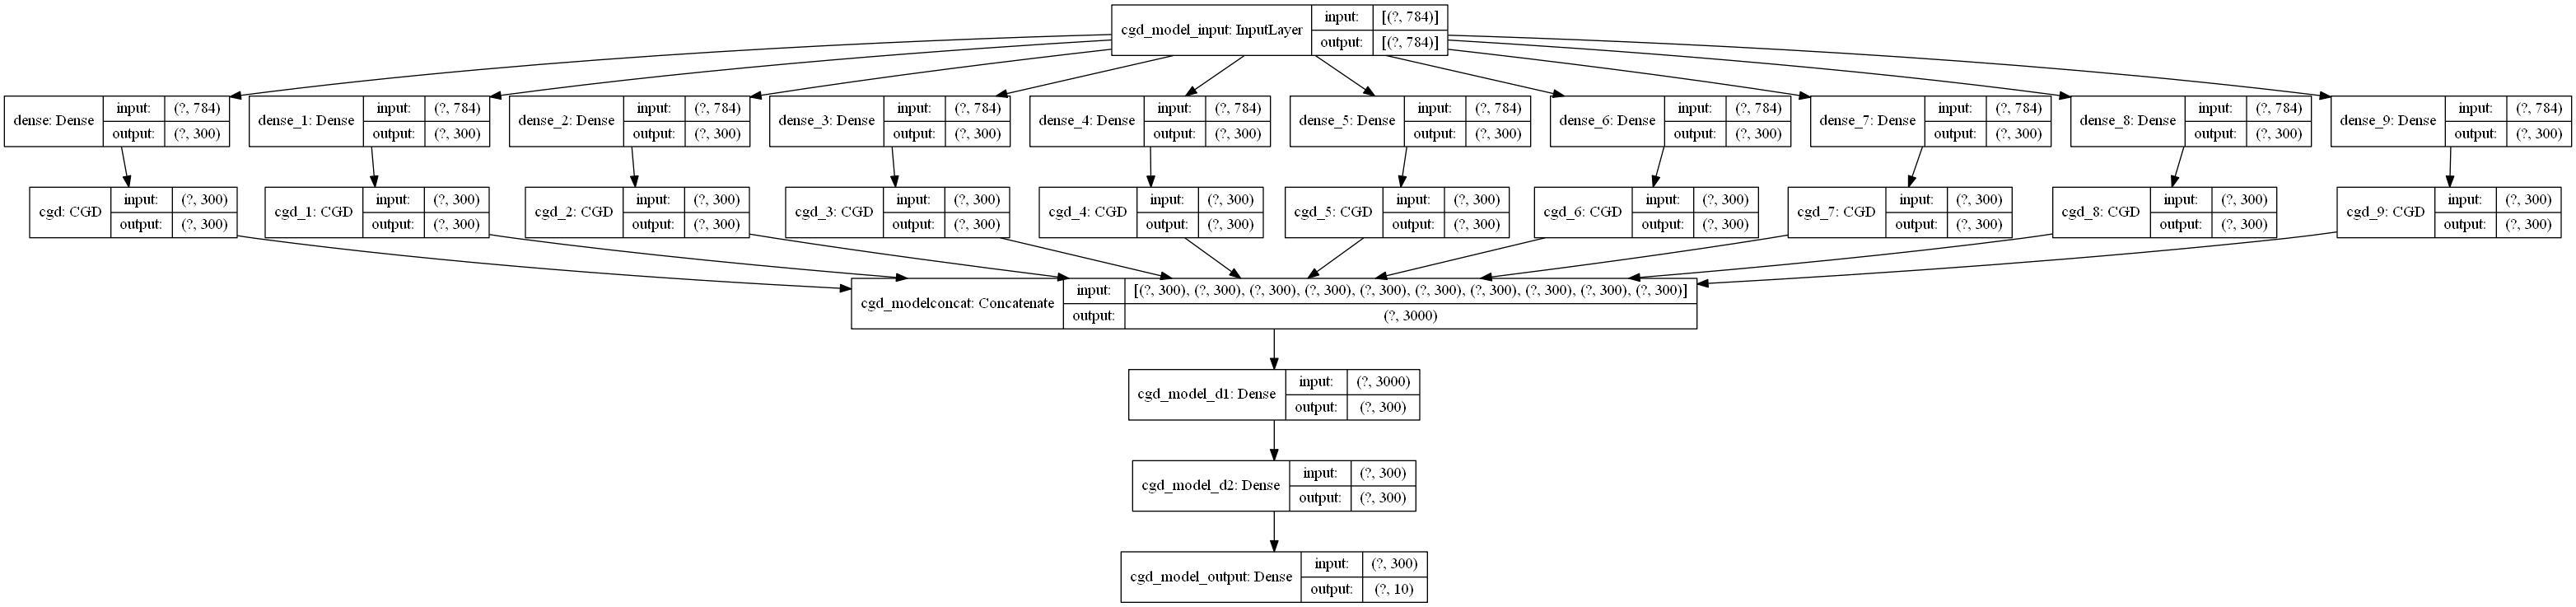 cgd_model_input: InputLayer
input: [(?, 784)]
output: [(?, 784)]
dense: Dense
input: (?, 784)
output: (?, 300)
dense_1: Dense
input: (?, 784)
output: (?, 300)
dense_2: Dense
input: (?, 784)
output: (?, 300)
dense_3: Dense
input: (?, 784)
output: (?, 300)
dense_4: Dense
input: (?, 784)
output: (?, 300)
dense_5: Dense
input: (?, 784)
output: (?, 300)
dense_6: Dense
input: (?, 784)
output: (?, 300)
dense_7: Dense
input: (?, 784)
output: (?, 300)
dense_8: Dense
input: (?, 784)
output: (?, 300)
dense_9: Dense
input: (?, 784)
output: (?, 300)
cgd: CGD
input: (?, 300)
output: (?, 300)
cgd_1: CGD
input: (?, 300)
output: (?, 300)
cgd_2: CGD
input: (?, 300)
output: (?, 300)
cgd_3: CGD
input: (?, 300)
output: (?, 300)
cgd_4: CGD
input: (?, 300)
output: (?, 300)
cgd_5: CGD
input: (?, 300)
output: (?, 300)
cgd_6: CGD
input: (?, 300)
output: (?, 300)
cgd_7: CGD
input: (?, 300)
output: (?, 300)
cgd_8: CGD
input: (?, 300)
output: (?, 300)
cgd_9: CGD
input: (?, 300)
output: (?, 300)
cgd_modelconcat: Concatenate
input: [(?, 300), (?, 300), (?, 300), (?, 300), (?, 300), (?, 300), (?, 300), (?, 300), (?, 300), (?, 300)]
output: (?, 3000)
cgd_model_d1: Dense
input: (?, 3000)
output: (?, 300)
cgd_model_d2: Dense
input: (?, 300)
output: (?, 300)
cgd_model_output: Dense
input: (?, 300)
output: (?, 10)